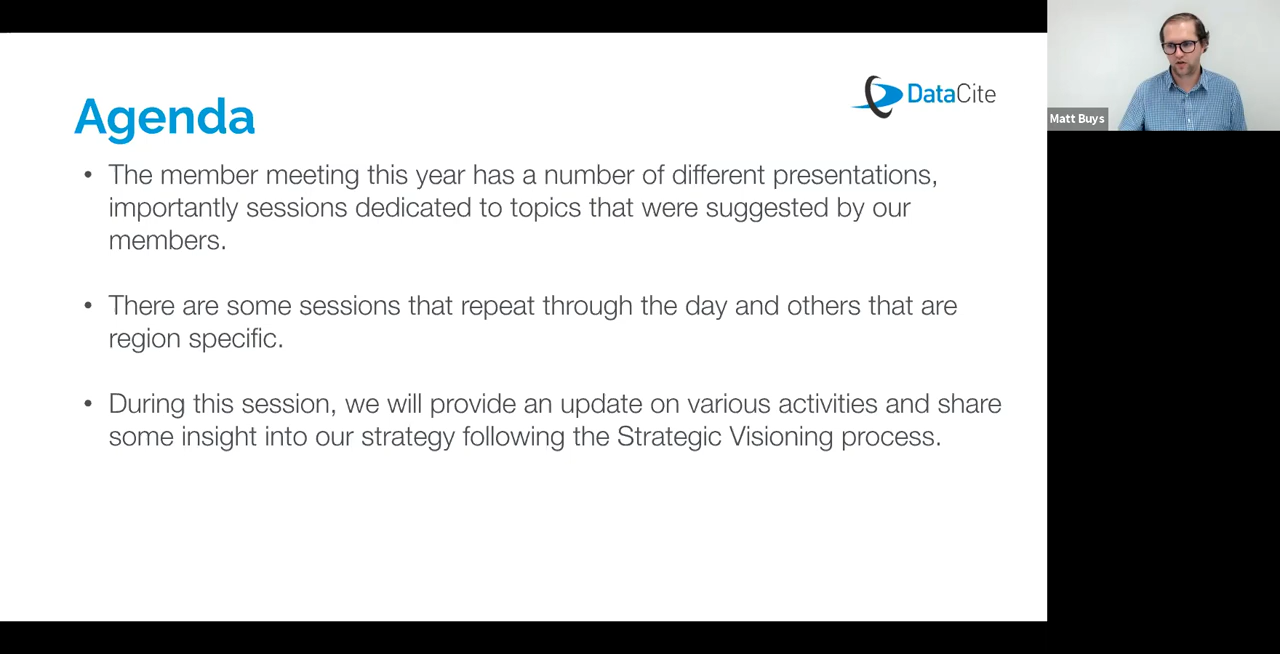 Agenda
DataCite
• The member meeting this year has a number of different presentations,
importantly sessions dedicated to topics that were suggested by our
members.
• There are some sessions that repeat through the day and others that are
region specific.
• During this session, we will provide an update on various activities and share
some insight into our strategy following the Strategic Visioning process.
Matt Buys